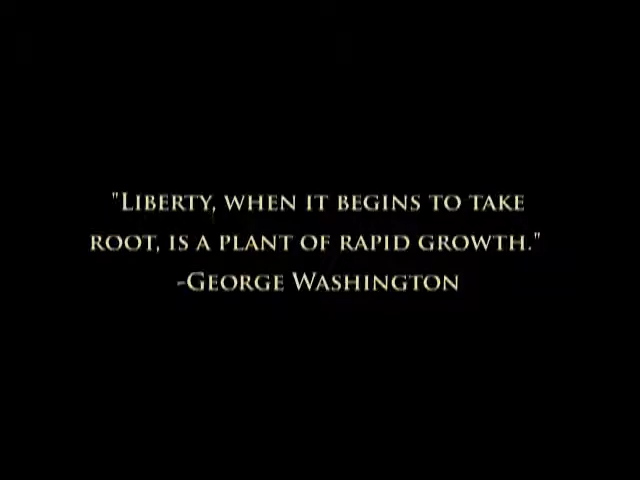 "Liberty, when it begins to take
root, is a plant of rapid growth."
-George Washington